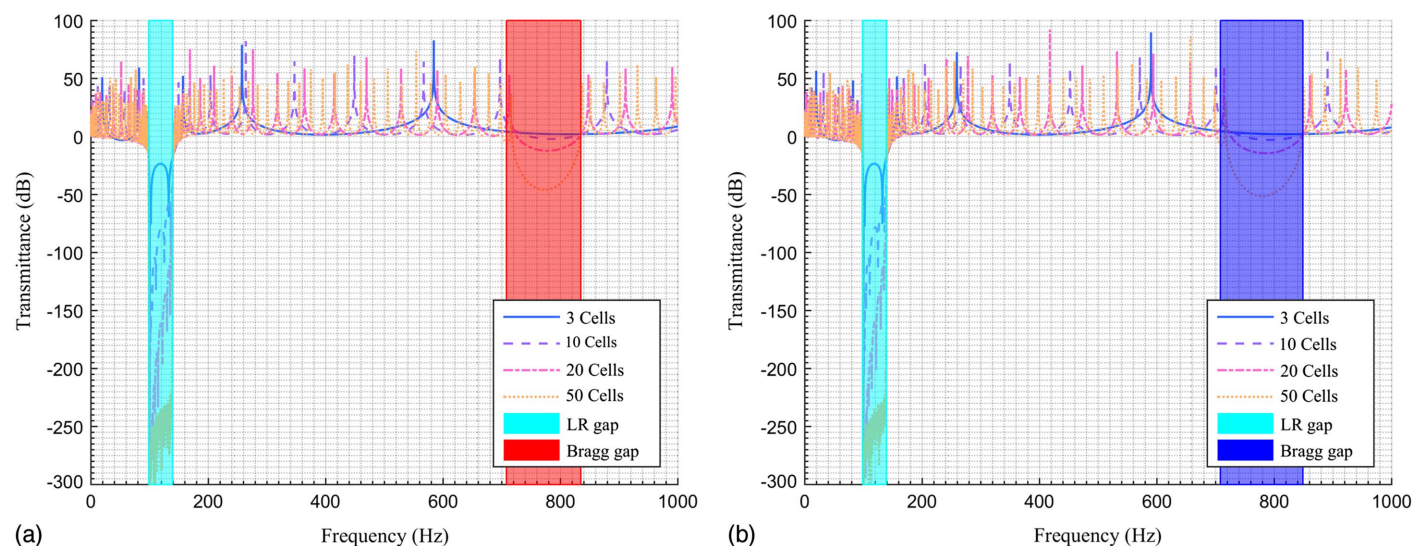 100
50
0
-50
-100
-150
-200
-250
-300
Transmittance (dB)
0 200 400 600 800 1000
Frequency (Hz)
3 Cells
10 Cells
20 Cells
50 Cells
LR gap
Bragg gap
(a)
100
50
0
-50
-100
-150
-200
-250
-300
Transmittance (dB)
0 200 400 600 800 1000
Frequency (Hz)
3 Cells
10 Cells
20 Cells
50 Cells
LR gap
Bragg gap
(b)